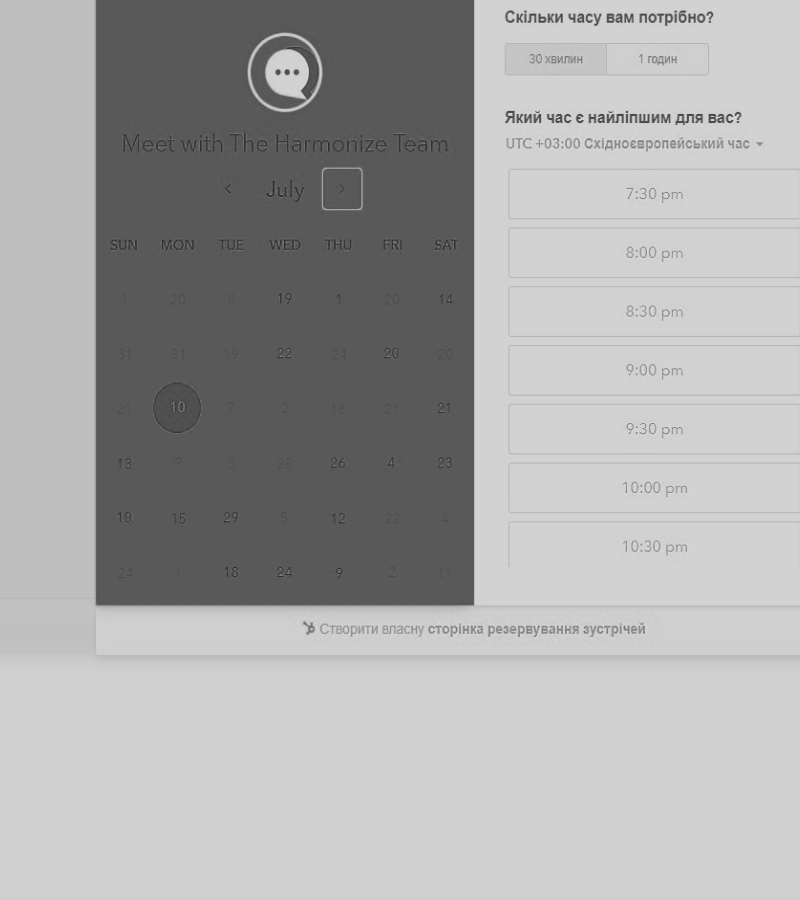 Meet with The Harmonize Team
July
SUN MON TUE WED THU FRI SAT
1 20 8 19 1 20 14
31 31 19 22 24 20 20
21 10 7 2 18 21 21
13 9 3 28 26 4 23
10 15 29 5 12 22 4
24 1 18 24 9 2 11
Скільки часу вам потрібно?
30 хвилин 1 годин
Який час є найліпшим для вас?
UTC +03:00 Східноєвропейський час
7:30 pm
8:00 pm
8:30 pm
9:00 pm
9:30 pm
10:00 pm
10:30 pm
Створити власну сторінка резервування зустрічей